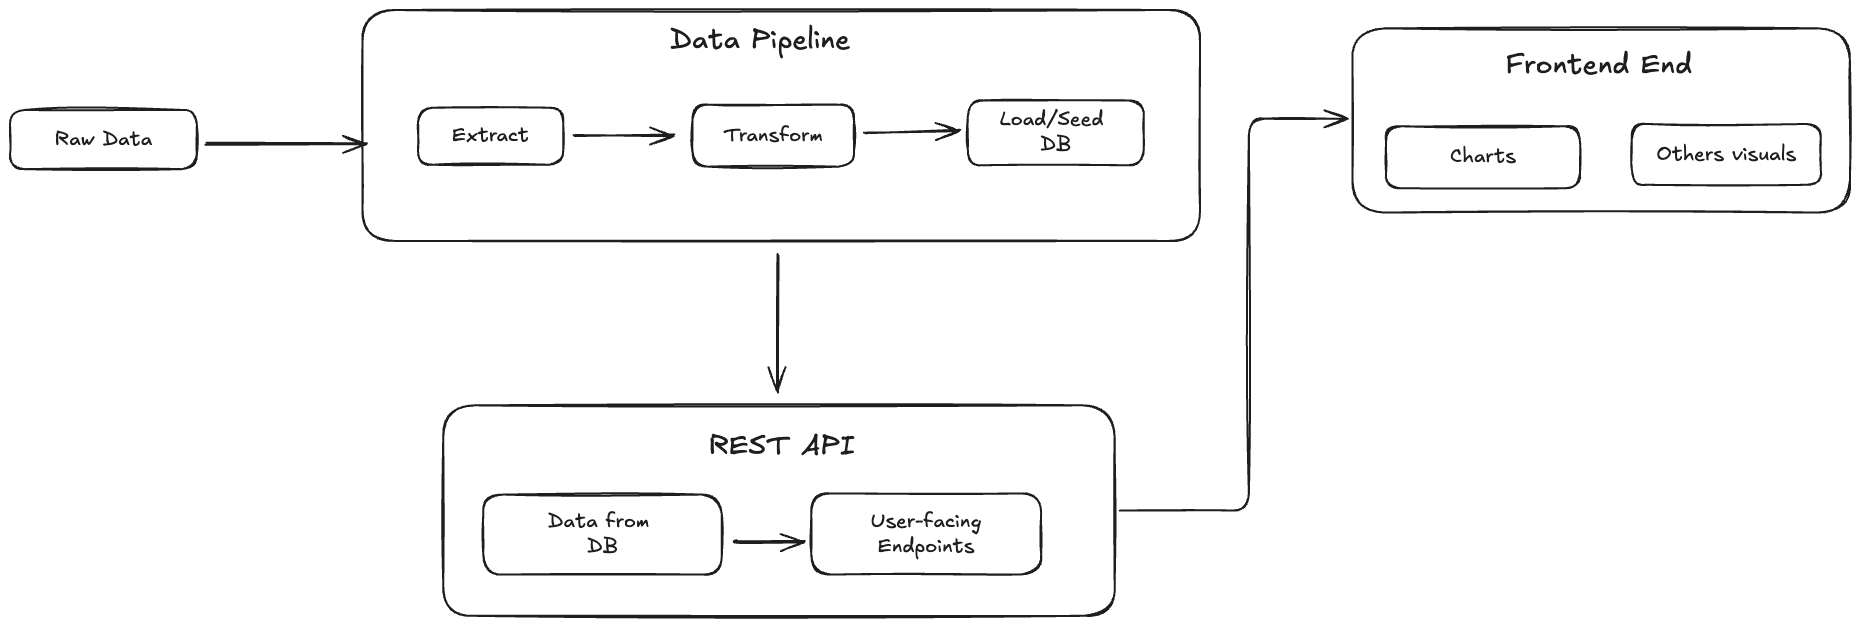 Data Pipeline
Raw Data
Extract
Transform
Load/Seed
DB
Frontend End
Charts
Others visuals
REST API
Data from
DB
User-facing
Endpoints